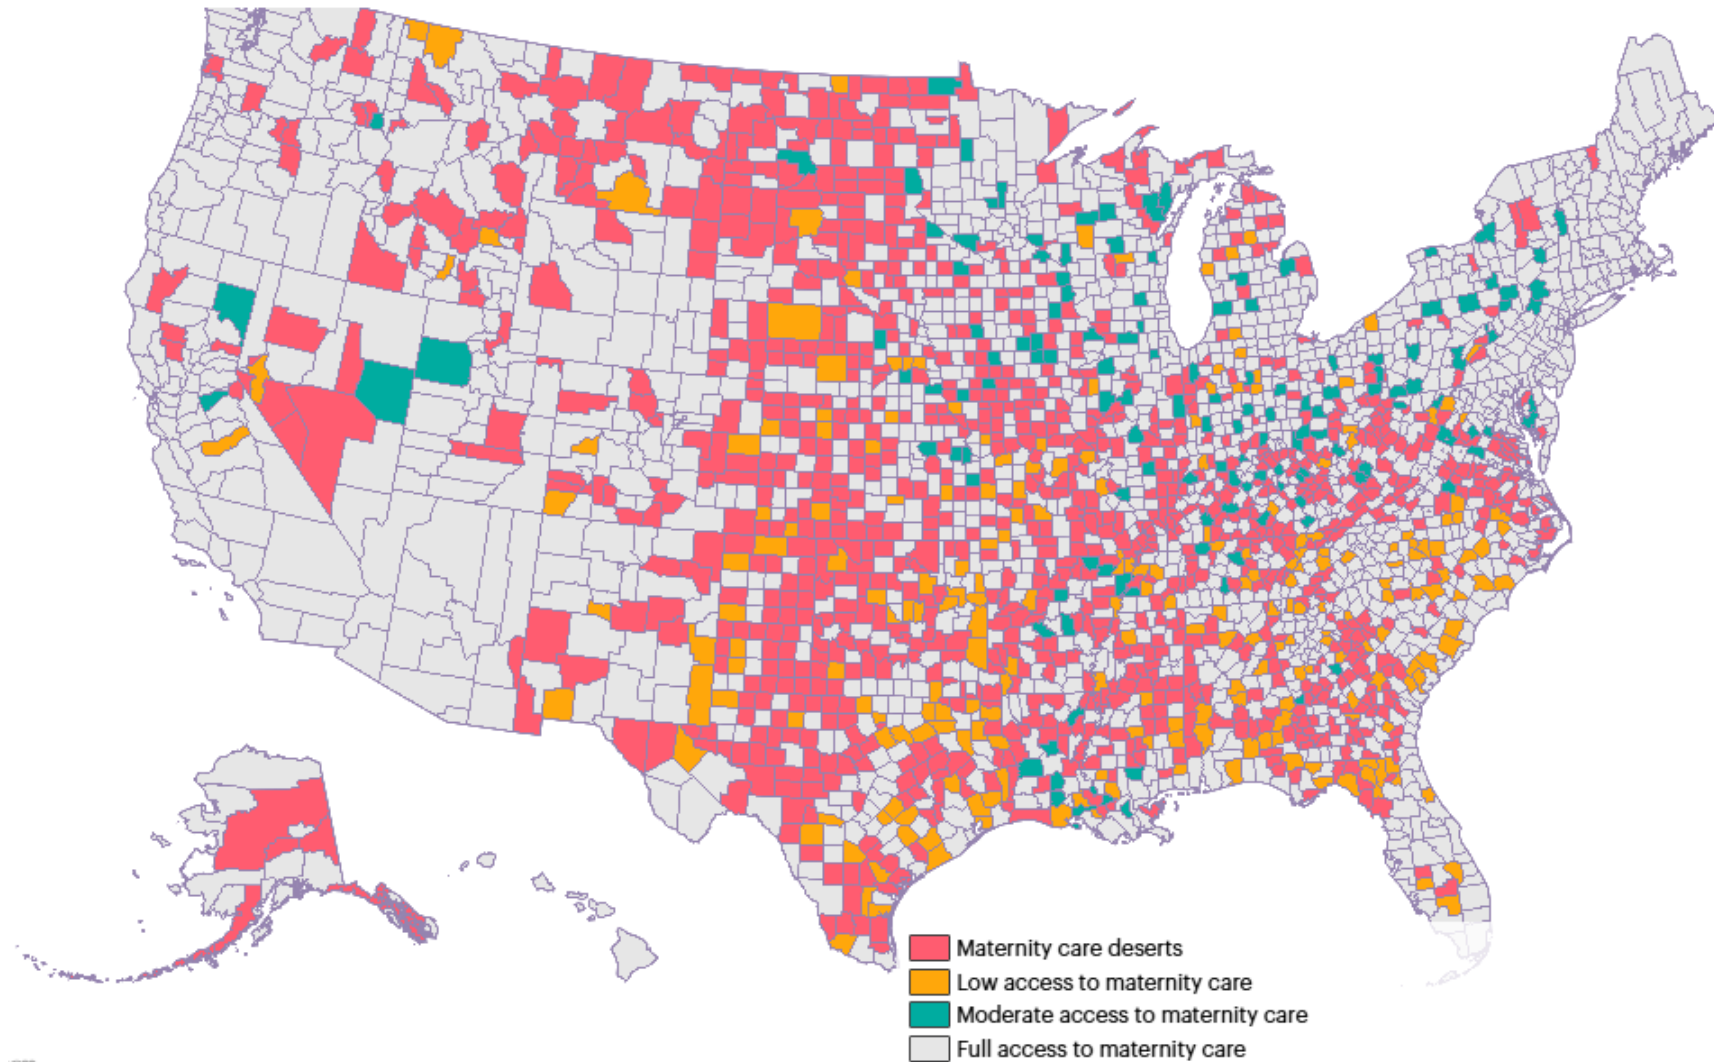 Maternity care deserts
Low access to maternity care
Moderate access to maternity care
Full access to maternity care